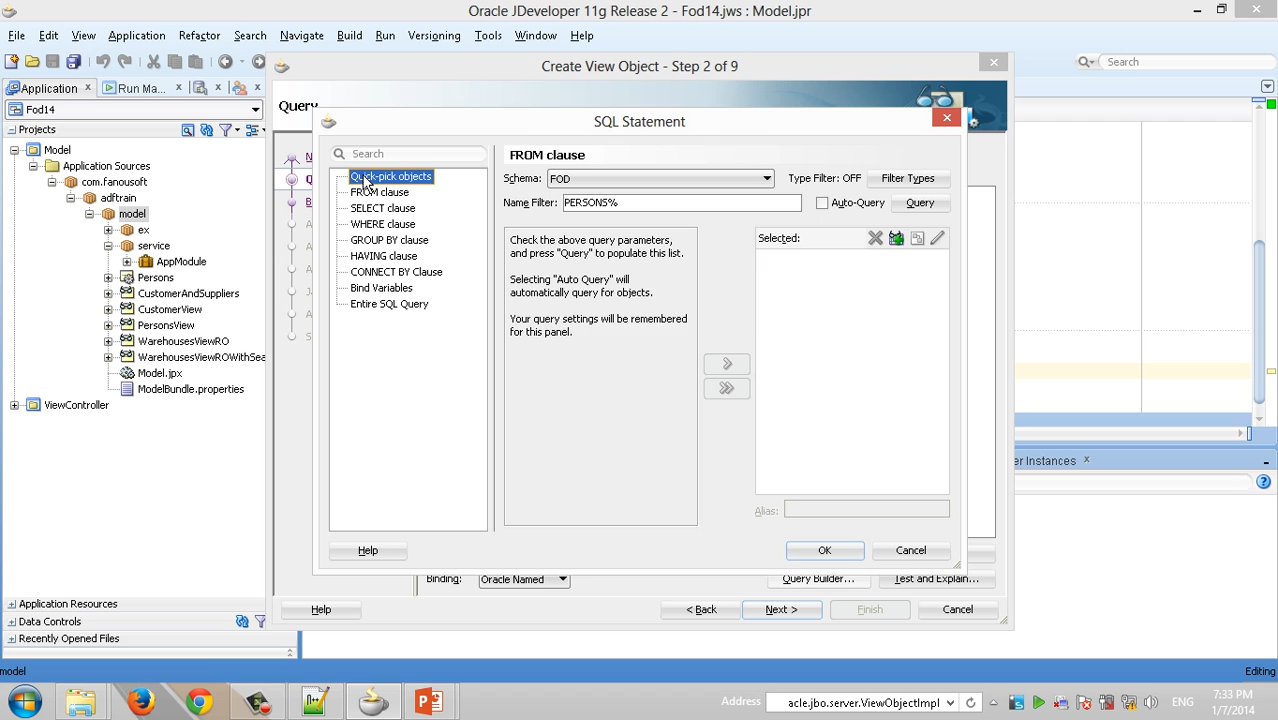 Oracle JDeveloper 11g Release 2 - Fod14.jws : Model.jpr
File Edit View Application Refactor Search Navigate Build Run Versioning Tools Window Help
Search
Application Run Ma...
Fod14
Projects
Model
Application Sources
com.fanousoft
adftrain
model
ex
service
AppModule
Persons
CustomerAndSuppliers
CustomerView
PersonsView
WarehousesViewRO
WarehousesViewROWithSea
Model.jpx
ModelBundle.properties
ViewController
Application Resources
Data Controls
Recently Opened Files
model
Create View Object - Step 2 of 9
Query
SQL Statement
Search
Quick-pick objects
FROM clause
SELECT clause
WHERE clause
GROUP BY clause
HAVING clause
CONNECT BY Clause
Bind Variables
Entire SQL Query
FROM clause
Schema: FOD Type Filter: OFF Filter Types
Name Filter: PERSONS% Auto-Query Query
Check the above query parameters,
and press "Query" to populate this list.
Selecting "Auto Query" will
automatically query for objects.
Your query settings will be remembered
for this panel.
Selected:
Alias:
Help OK Cancel
Binding: Oracle Named Query Builder... Test and Explain...
Help < Back Next > Finish Cancel
er Instances
Editing
Address acle.jbo.server.ViewObjectImpl ENG
7:33 PM
1/7/2014